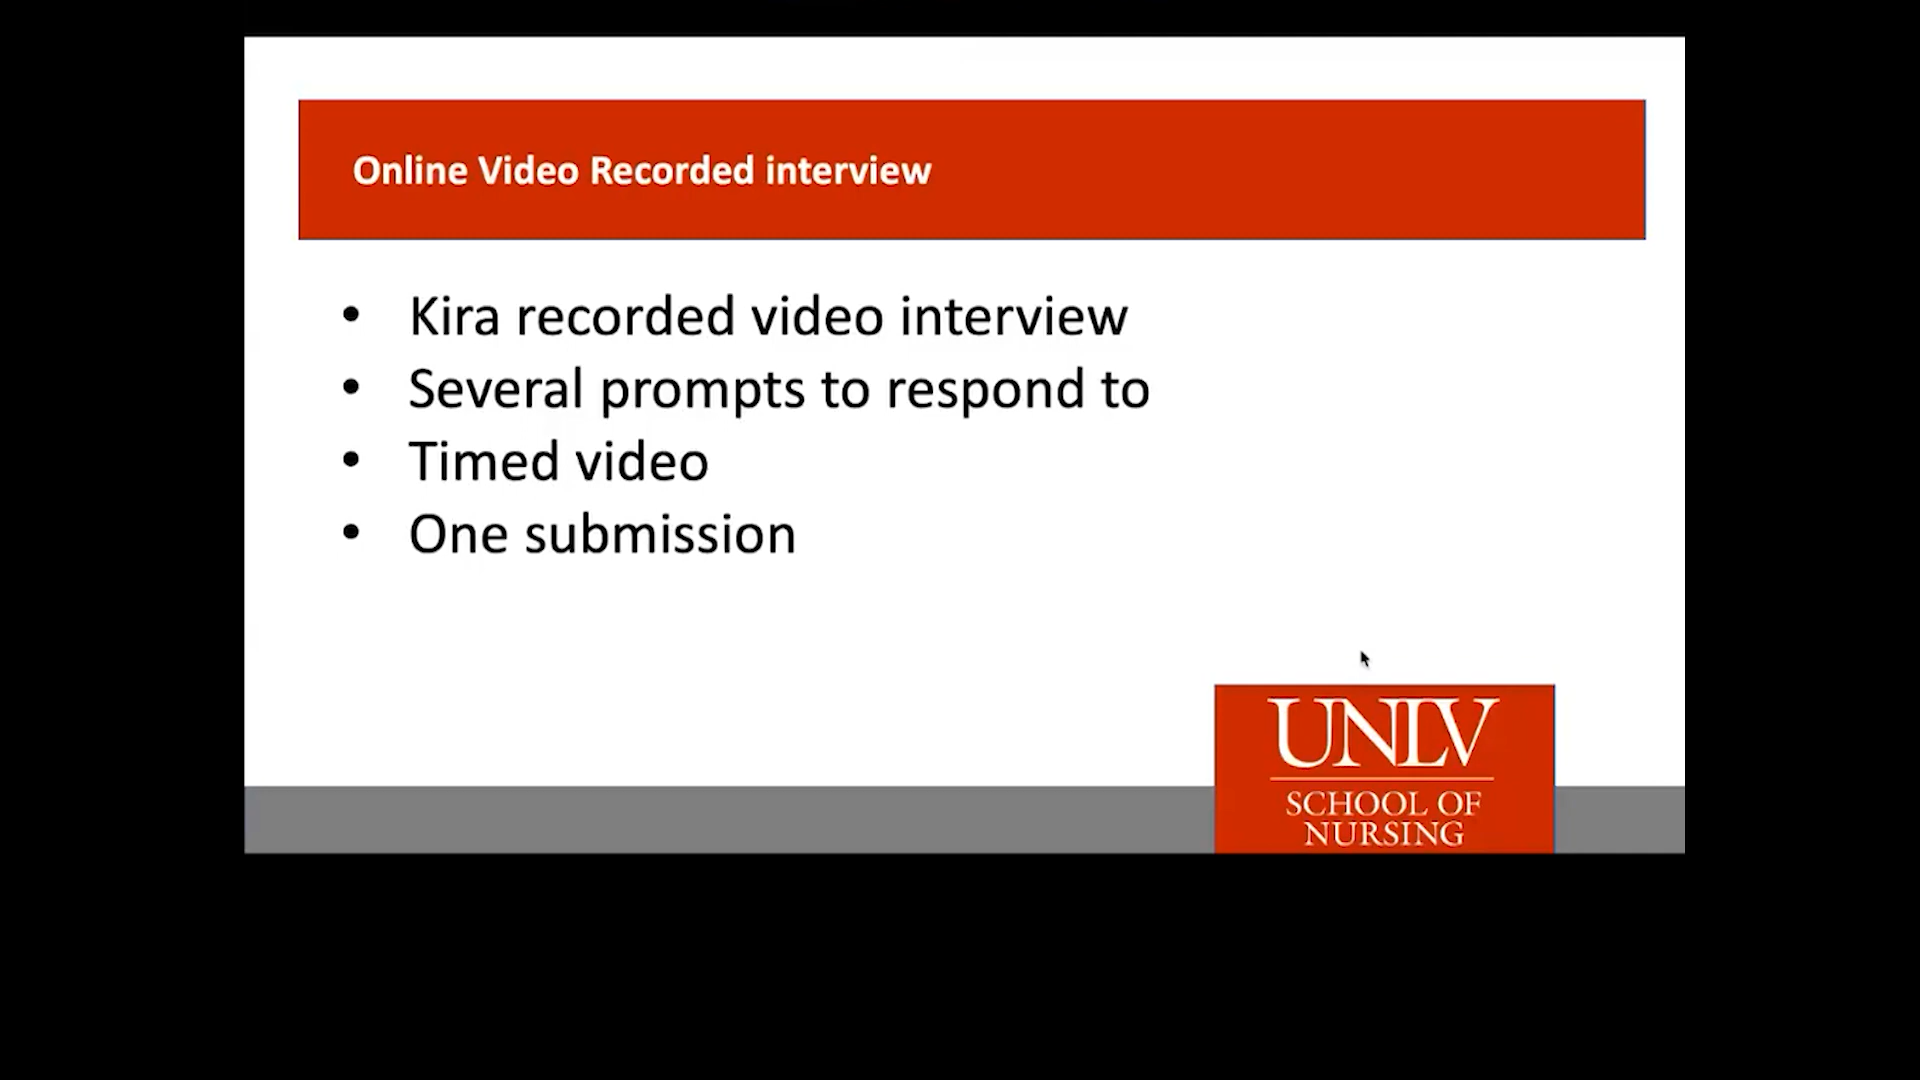 Online Video Recorded interview
• Kira recorded video interview
• Several prompts to respond to
• Timed video
• One submission
UNLV
SCHOOL OF
NURSING